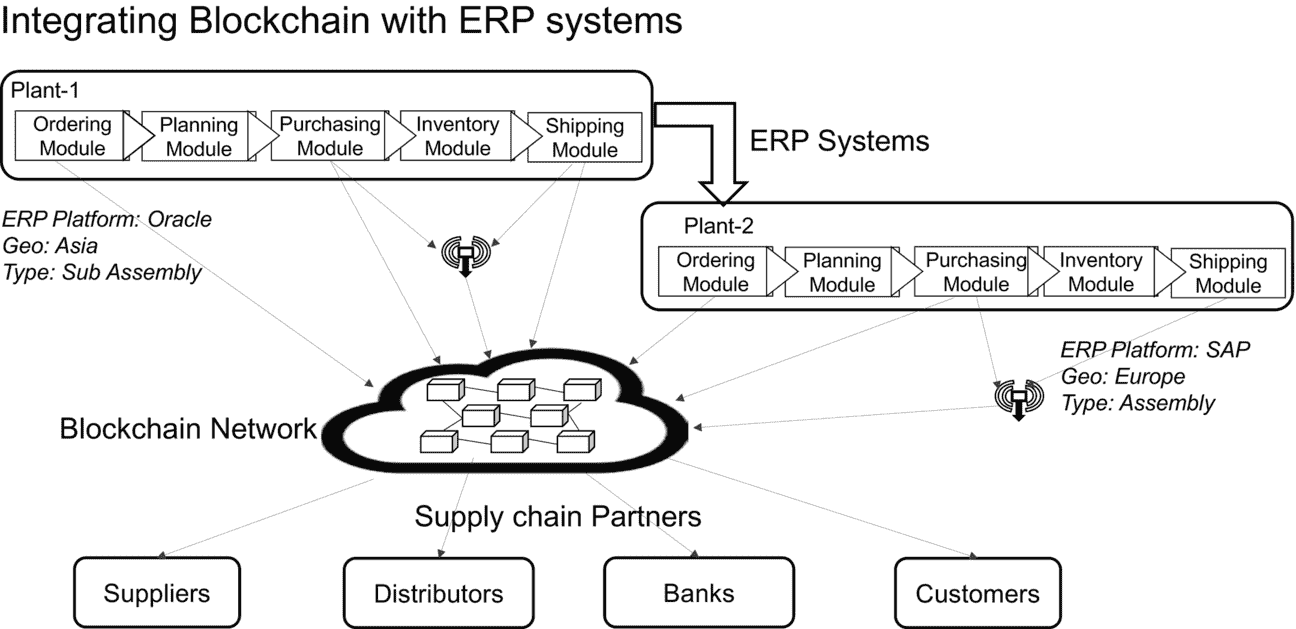 Integrating Blockchain with ERP systems
Plant-1
Ordering
Module
Planning
Module
Purchasing
Module
Inventory
Module
Shipping
Module
ERP Systems
ERP Platform: Oracle
Geo: Asia
Type: Sub Assembly
Plant-2
Ordering
Module
Planning
Module
Purchasing
Module
Inventory
Module
Shipping
Module
ERP Platform: SAP
Geo: Europe
Type: Assembly
Blockchain Network
Supply chain Partners
Suppliers
Distributors
Banks
Customers